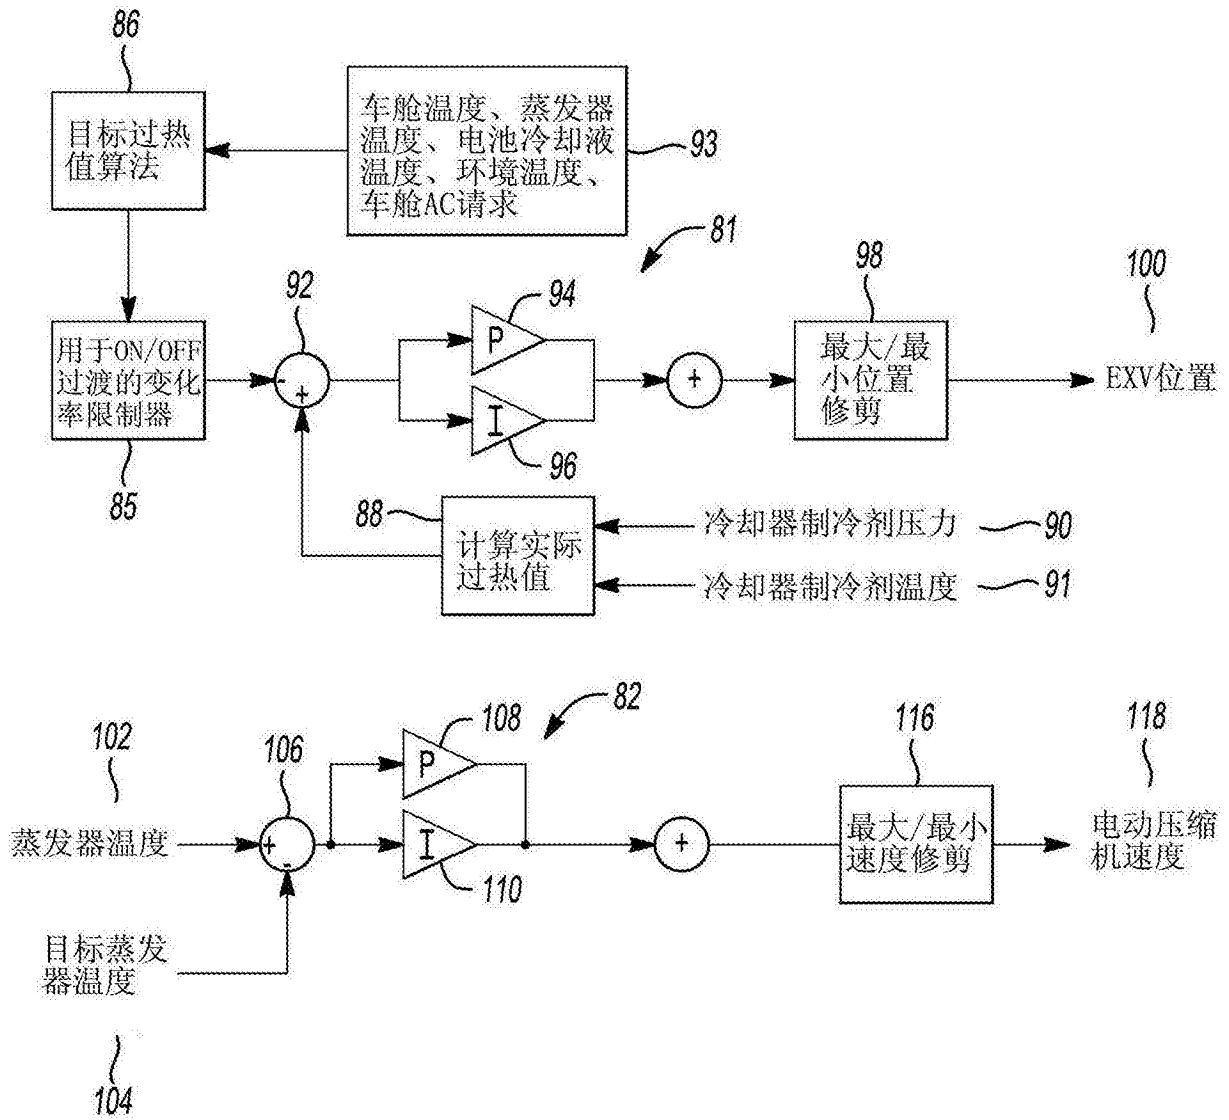 86
目标过热
值算法
车舱温度、蒸发器
温度、电池冷却液
温度、环境温度、
车舱AC请求
93
81
用于ON/OFF
过渡的变化
率限制器
85
92
-
+
94
P
I
96
+
98
最大/最
小位置
修剪
100
EXV位置
88
计算实际
过热值
冷却器制冷剂压力
90
冷却器制冷剂温度
91
82
102
蒸发器温度
106
+
-
108
P
I
110
+
116
最大/最小
速度修剪
118
电动压缩
机速度
目标蒸发
器温度
104